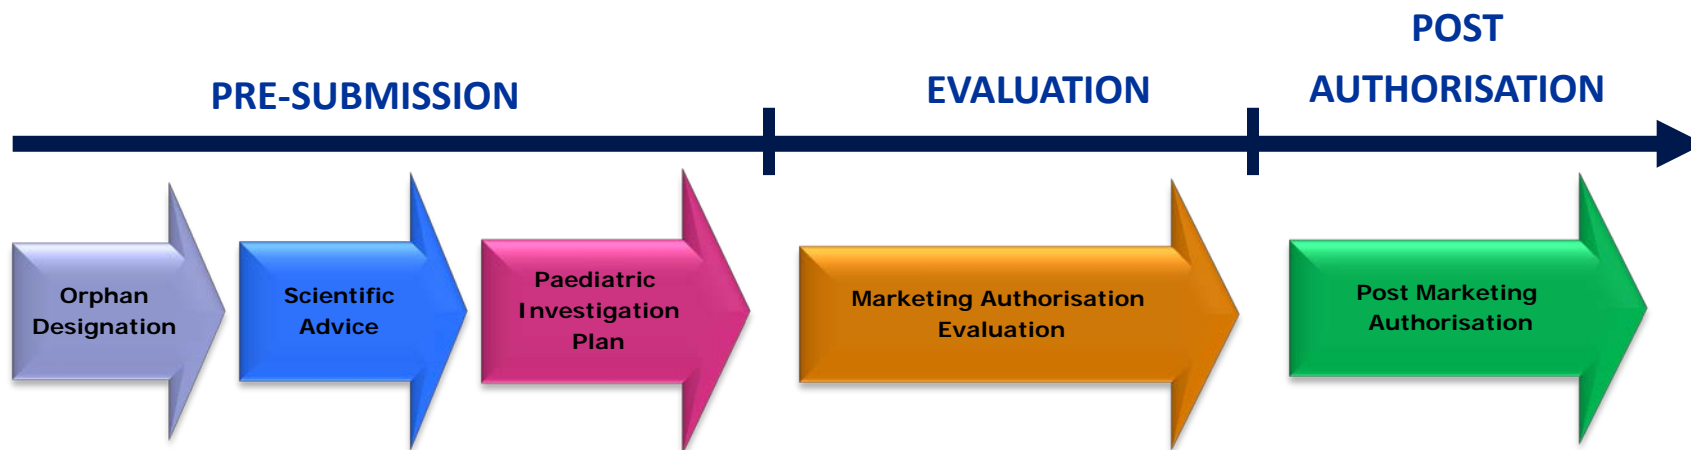 PRE-SUBMISSION
EVALUATION
POST
AUTHORISATION
Orphan
Designation
Scientific
Advice
Paediatric
Investigation
Plan
Marketing Authorisation
Evaluation
Post Marketing
Authorisation